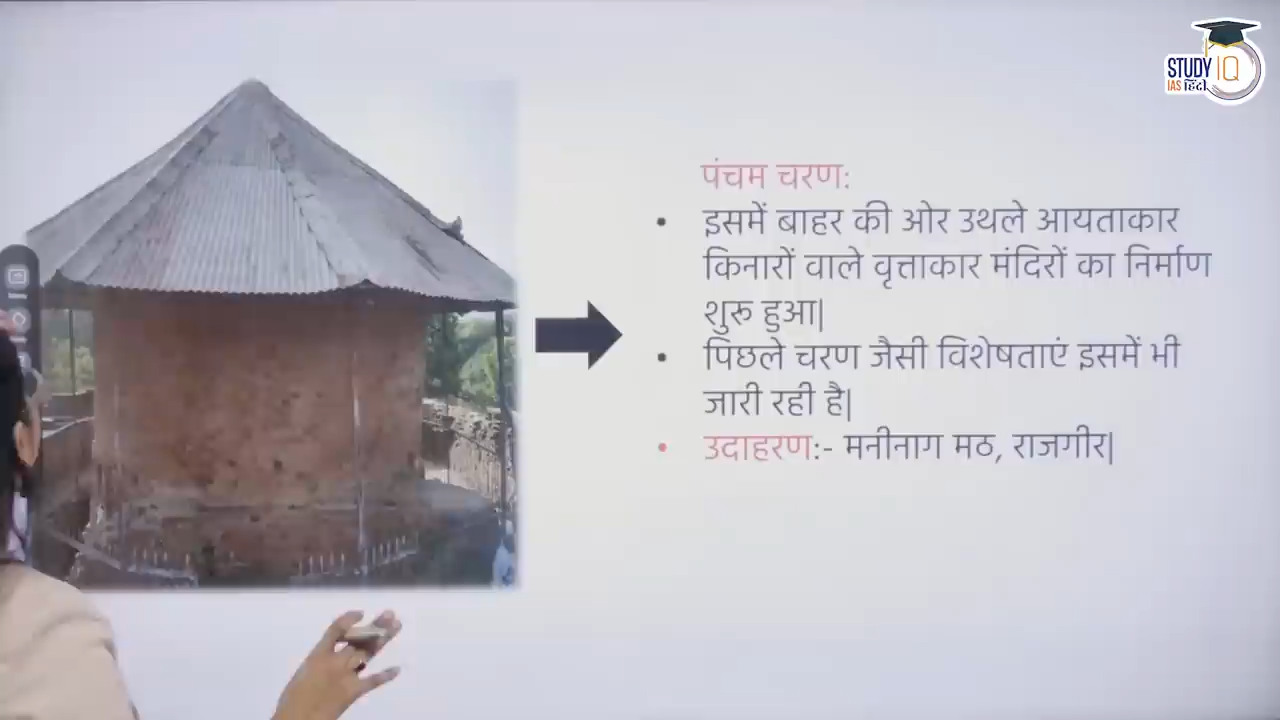 STUDY IQ
IAS हिंदी
पंचम चरण:
• इसमें बाहर की ओर उथले आयताकार
किनारों वाले वृत्ताकार मंदिरों का निर्माण
शुरू हुआ|
• पिछले चरण जैसी विशेषताएं इसमें भी
जारी रही है|
• उदाहरण:- मनीनाग मठ, राजगीर|